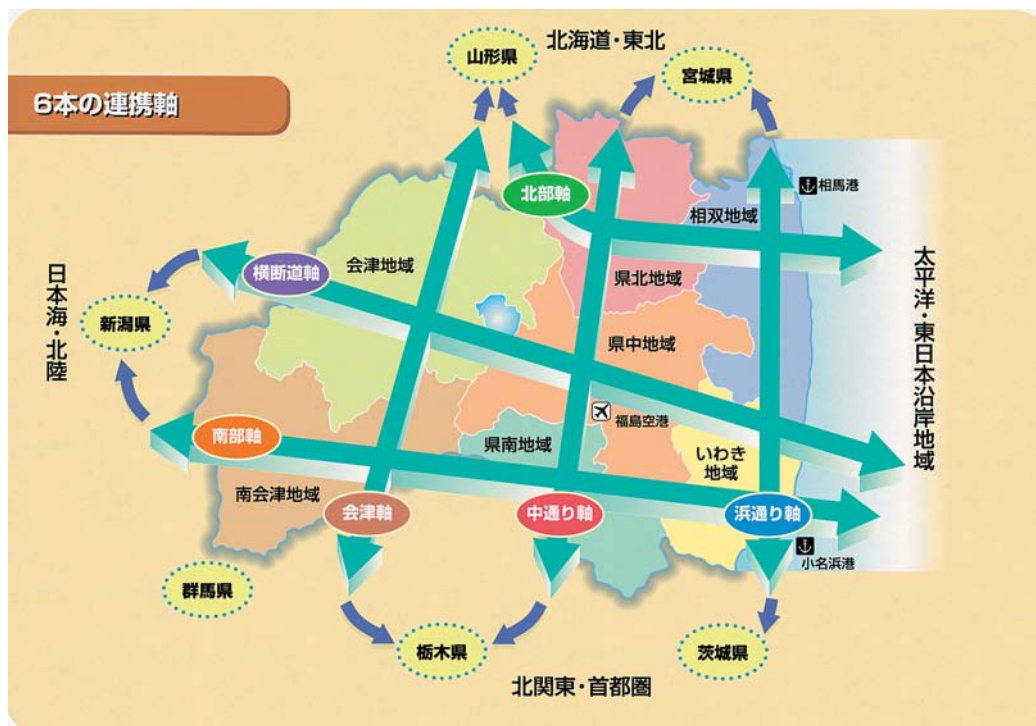 6本の連携軸
北海道・東北
山形県
宮城県
相馬港
北部軸
相双地域
横断道軸
会津地域
県北地域
日本海・北陸
新潟県
太平洋・東日本沿岸地域
県中地域
福島空港
南部軸
県南地域
いわき
地域
南会津地域
会津軸
中通り軸
浜通り軸
小名浜港
群馬県
栃木県
茨城県
北関東・首都圏